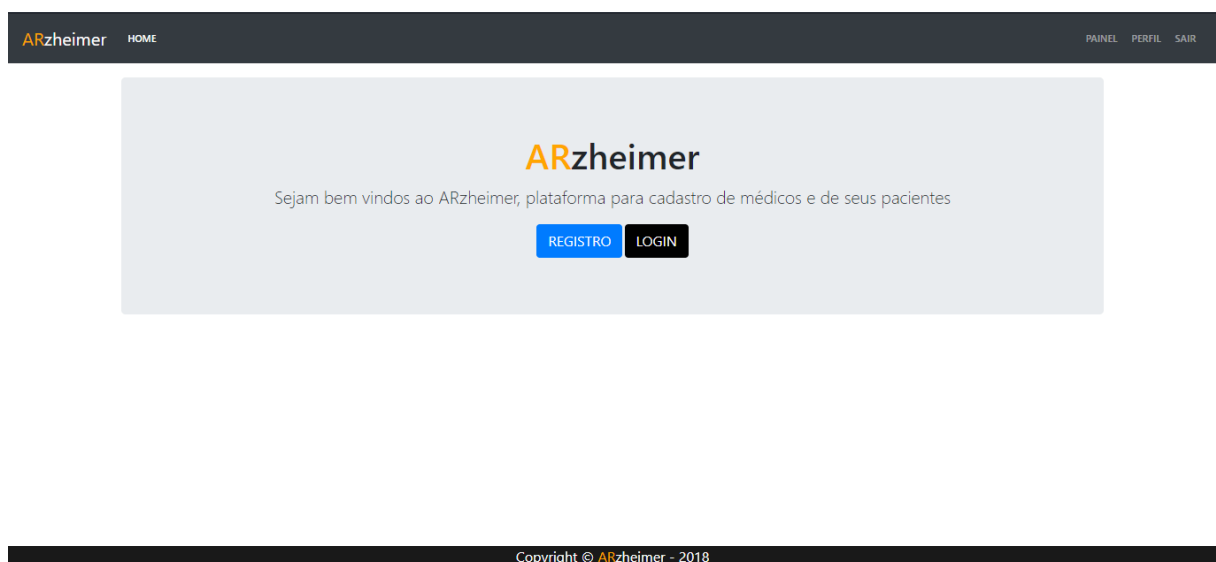 ARzheimer HOME PAINEL PERFIL SAIR
ARzheimer
Sejam bem vindos ao ARzheimer, plataforma para cadastro de médicos e de seus pacientes
REGISTRO LOGIN
Copyright © ARzheimer - 2018